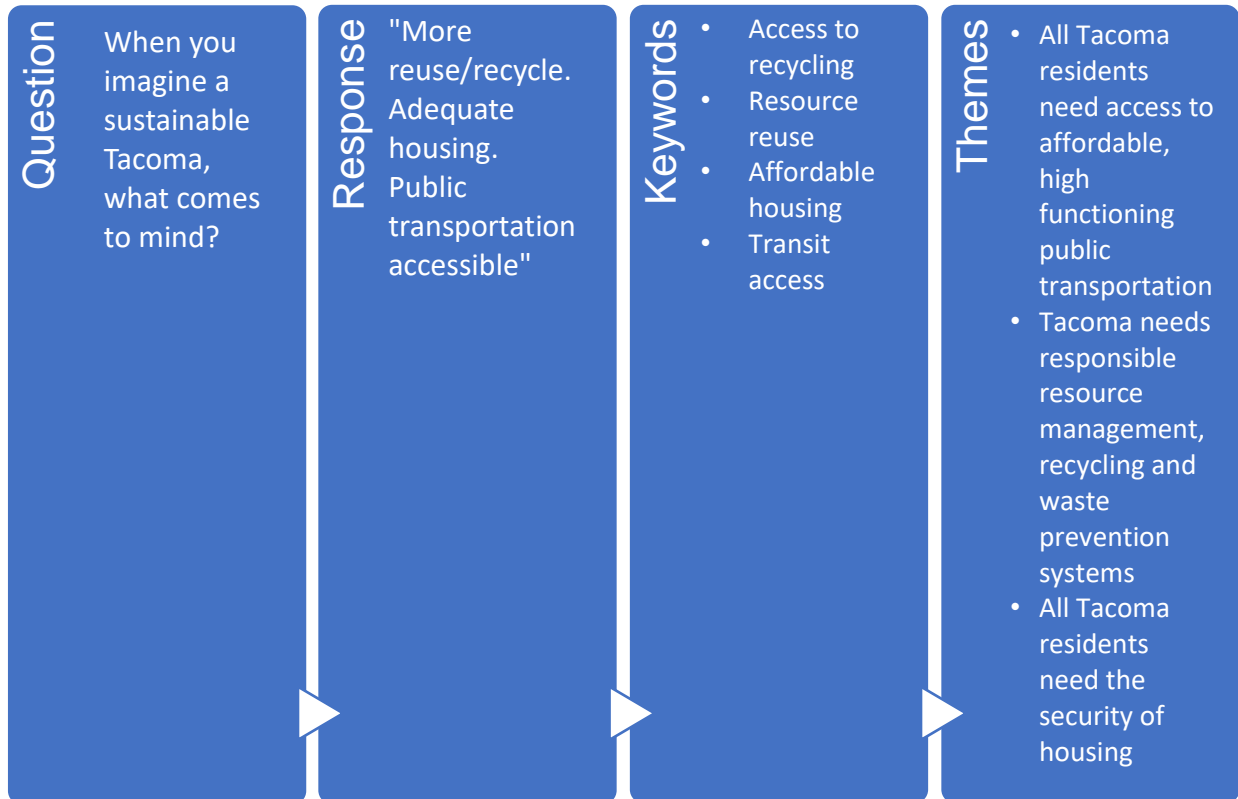 Question
When you
imagine a
sustainable
Tacoma,
what comes
to mind?
Response
"More
reuse/recycle.
Adequate
housing.
Public
transportation
accessible"
Keywords
• Access to
recycling
• Resource
reuse
• Affordable
housing
• Transit
access
Themes
• All Tacoma
residents
need access to
affordable,
high
functioning
public
transportation
• Tacoma needs
responsible
resource
management,
recycling and
waste
prevention
systems
• All Tacoma
residents
need the
security of
housing